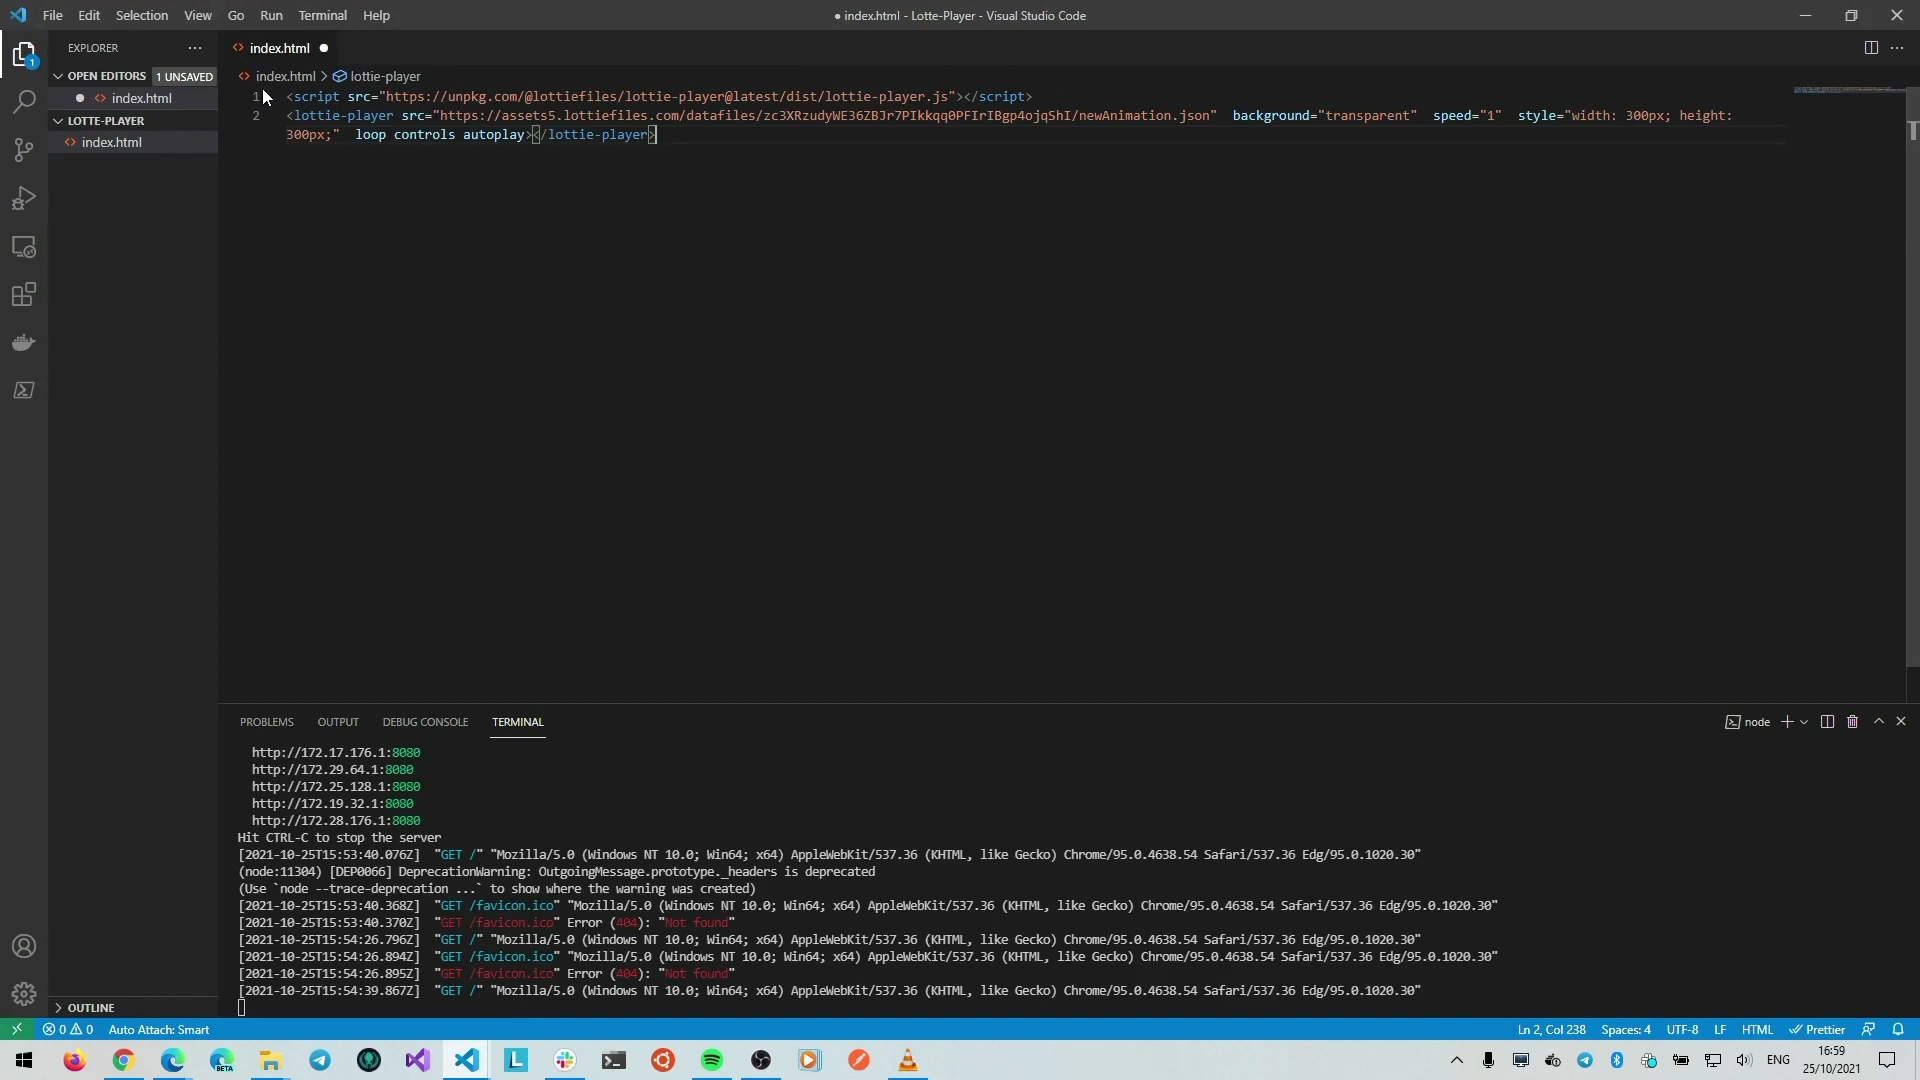 File Edit Selection View Go Run Terminal Help
● index.html - Lotte-Player - Visual Studio Code
EXPLORER
index.html
OPEN EDITORS 1 UNSAVED
index.html > lottie-player
index.html
1 <script src="https://unpkg.com/@lottiefiles/lottie-player@latest/dist/lottie-player.js"></script>
2 <lottie-player src="https://assets5.lottiefiles.com/datafiles/zc3XRzudyWE36ZBJr7PIkkqq0PFIrIBgp4ojqShI/newAnimation.json" background="transparent" speed="1" style="width: 300px; height:
300px;" loop controls autoplay></lottie-player>
LOTTE-PLAYER
index.html
PROBLEMS OUTPUT DEBUG CONSOLE TERMINAL
node
http://172.17.176.1:8080
http://172.29.64.1:8080
http://172.25.128.1:8080
http://172.19.32.1:8080
http://172.28.176.1:8080
Hit CTRL-C to stop the server
[2021-10-25T15:53:40.076Z] "GET /" "Mozilla/5.0 (Windows NT 10.0; Win64; x64) AppleWebKit/537.36 (KHTML, like Gecko) Chrome/95.0.4638.54 Safari/537.36 Edg/95.0.1020.30"
(node:11304) [DEP0066] DeprecationWarning: OutgoingMessage.prototype._headers is deprecated
(Use `node --trace-deprecation ...` to show where the warning was created)
[2021-10-25T15:53:40.368Z] "GET /favicon.ico" "Mozilla/5.0 (Windows NT 10.0; Win64; x64) AppleWebKit/537.36 (KHTML, like Gecko) Chrome/95.0.4638.54 Safari/537.36 Edg/95.0.1020.30"
[2021-10-25T15:53:40.370Z] "GET /favicon.ico" Error (404): "Not found"
[2021-10-25T15:54:26.796Z] "GET /" "Mozilla/5.0 (Windows NT 10.0; Win64; x64) AppleWebKit/537.36 (KHTML, like Gecko) Chrome/95.0.4638.54 Safari/537.36 Edg/95.0.1020.30"
[2021-10-25T15:54:26.894Z] "GET /favicon.ico" "Mozilla/5.0 (Windows NT 10.0; Win64; x64) AppleWebKit/537.36 (KHTML, like Gecko) Chrome/95.0.4638.54 Safari/537.36 Edg/95.0.1020.30"
[2021-10-25T15:54:26.895Z] "GET /favicon.ico" Error (404): "Not found"
[2021-10-25T15:54:39.867Z] "GET /" "Mozilla/5.0 (Windows NT 10.0; Win64; x64) AppleWebKit/537.36 (KHTML, like Gecko) Chrome/95.0.4638.54 Safari/537.36 Edg/95.0.1020.30"
OUTLINE
0 0 Auto Attach: Smart
Ln 2, Col 238 Spaces: 4 UTF-8 LF HTML Prettier
1
BETA
L
ENG
16:59
25/10/2021